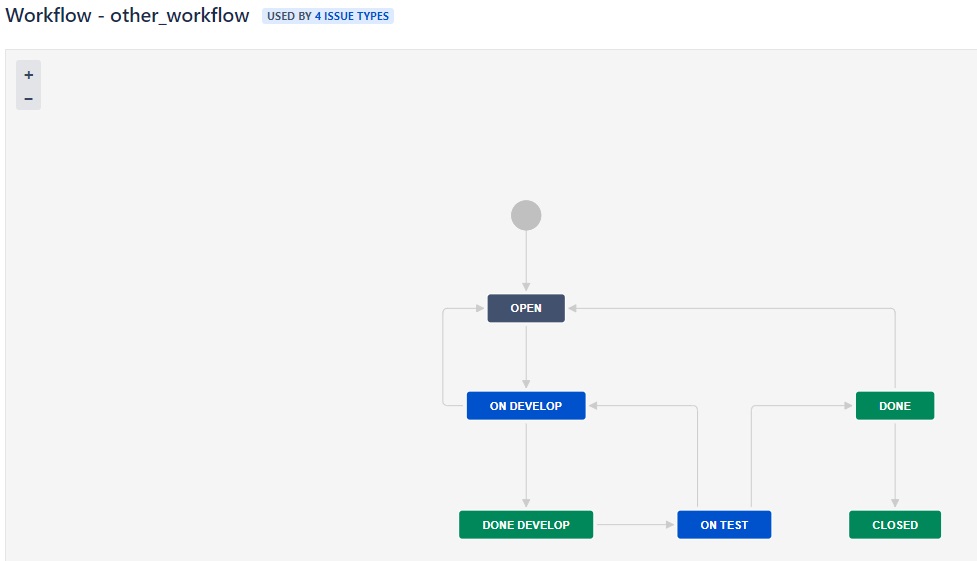 Workflow - other_workflow USED BY 4 ISSUE TYPES
+
−
OPEN
ON DEVELOP
DONE
DONE DEVELOP
ON TEST
CLOSED